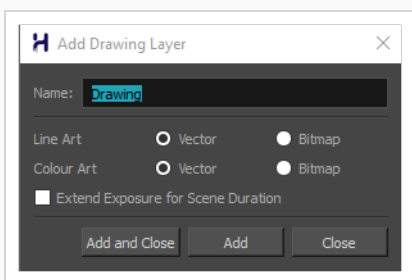 Add Drawing Layer
Name: Drawing
Line Art Vector Bitmap
Colour Art Vector Bitmap
Extend Exposure for Scene Duration
Add and Close Add Close